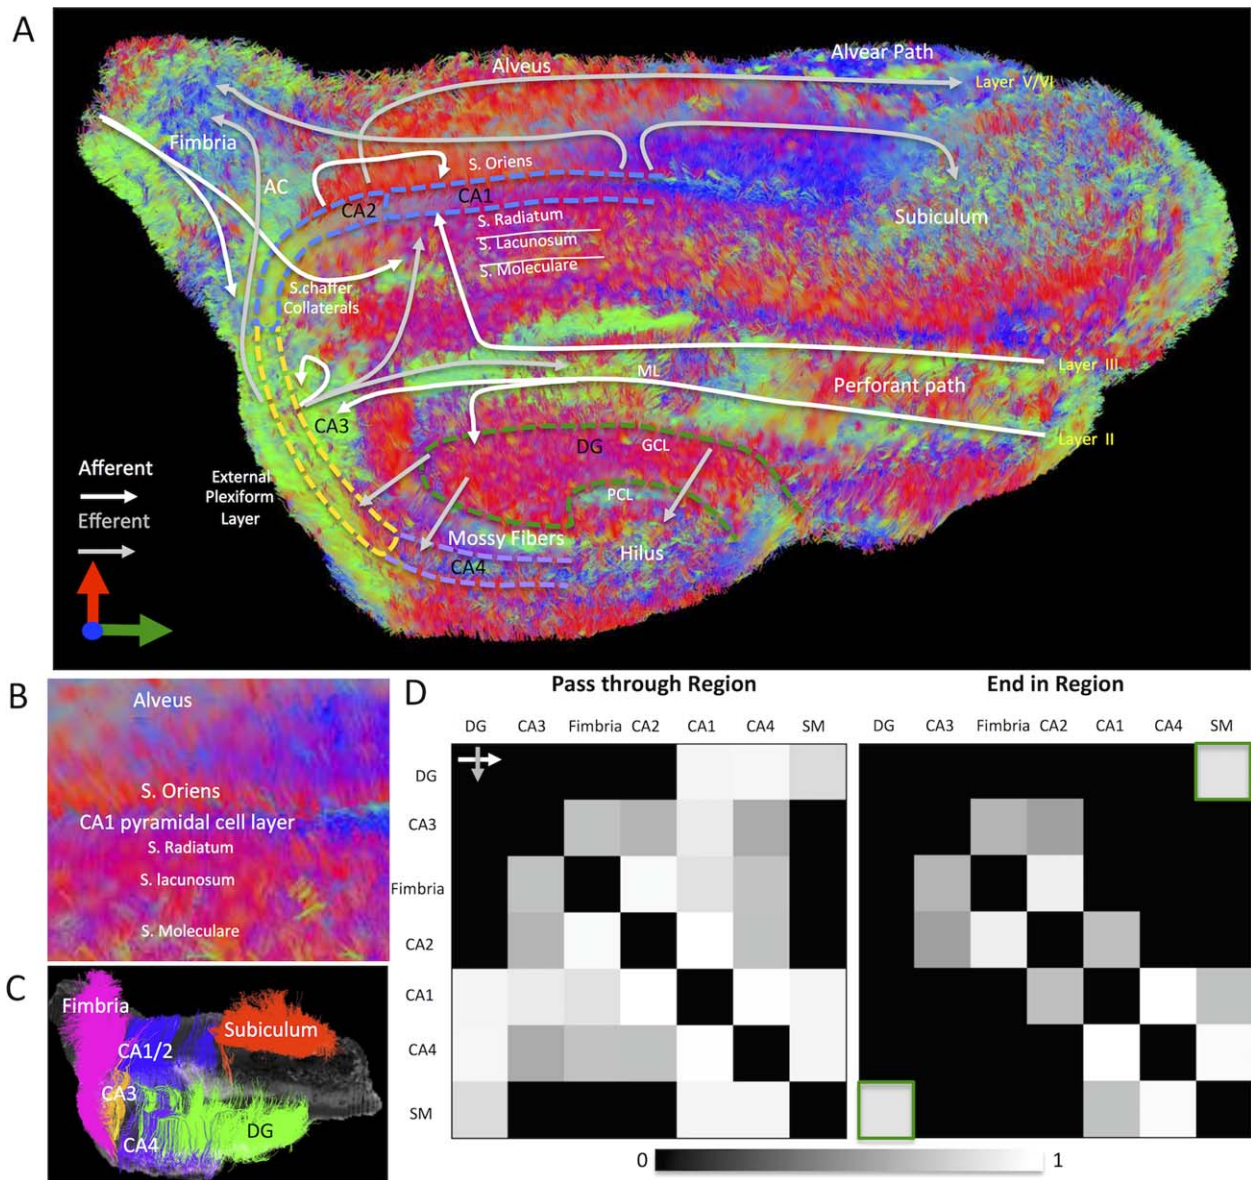 A
Alveus
Alvear Path
Layer V/VI
Fimbria
AC
S. Oriens
CA2
CA1
S. Radiatum
S. Lacunosum
S. Moleculare
Subiculum
S.chaffer
Collaterals
Layer III
ML
Perforant path
CA3
Layer II
DG
GCL
Afferent
External
Plexiform
Layer
Efferent
PCL
Mossy Fibers
Hilus
CA4
B
Alveus
S. Oriens
CA1 pyramidal cell layer
S. Radiatum
S. lacunosum
S. Moleculare
C
Fimbria
Subiculum
CA1/2
CA3
DG
CA4
D
Pass through Region
DG CA3 Fimbria CA2 CA1 CA4 SM
DG
CA3
Fimbria
CA2
CA1
CA4
SM
End in Region
DG CA3 Fimbria CA2 CA1 CA4 SM
0 1